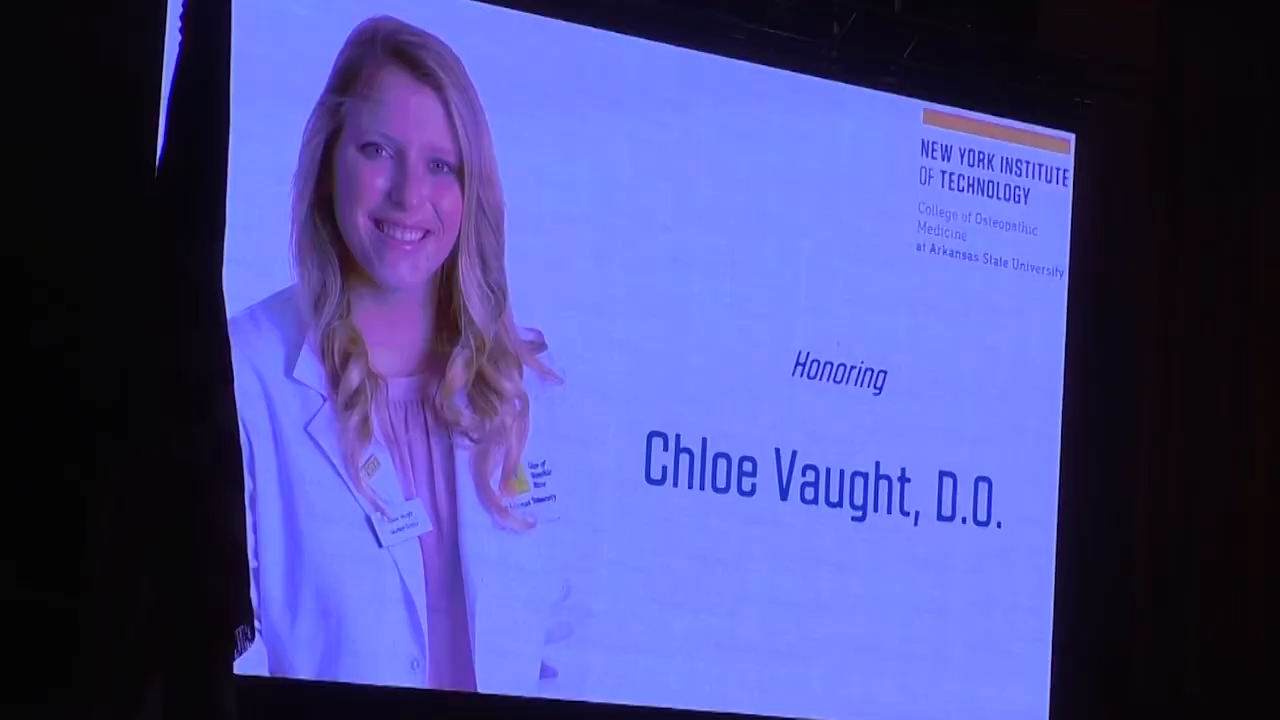 NEW YORK INSTITUTE
OF TECHNOLOGY
College of Osteopathic
Medicine
at Arkansas State University
Honoring
Chloe Vaught, D.O.